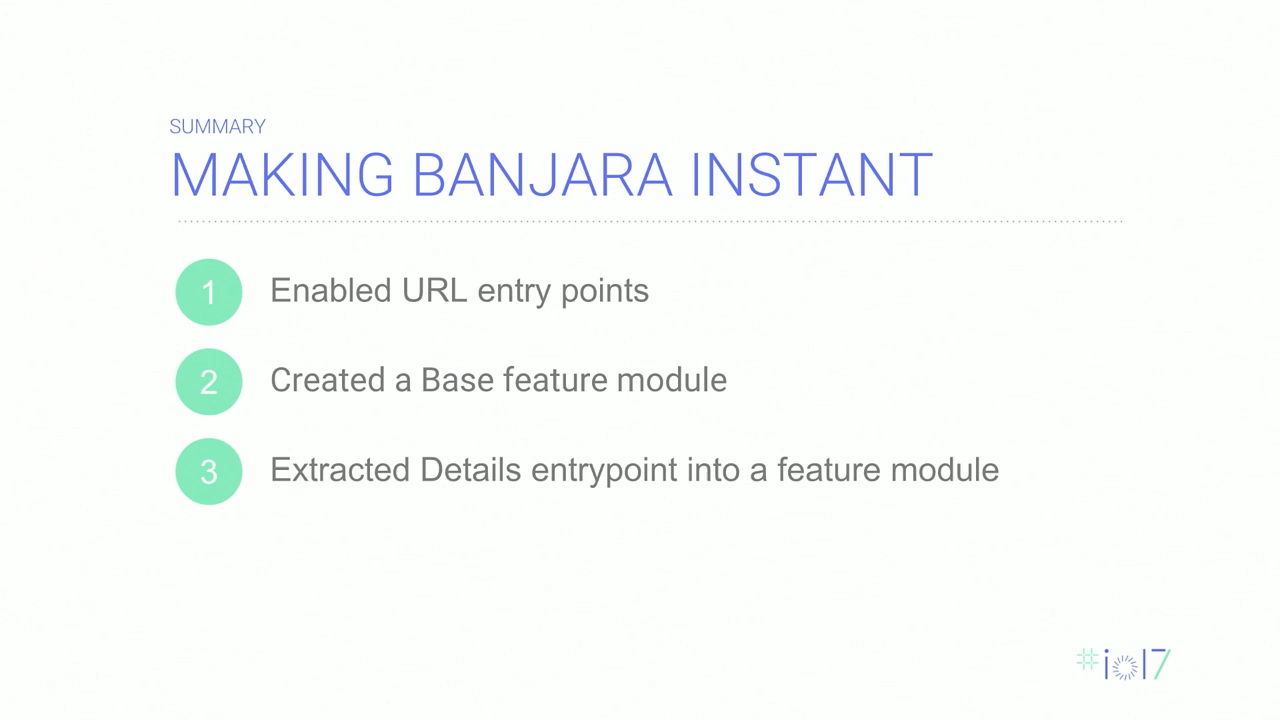 SUMMARY
MAKING BANJARA INSTANT
1 Enabled URL entry points
2 Created a Base feature module
3 Extracted Details entrypoint into a feature module
#io17